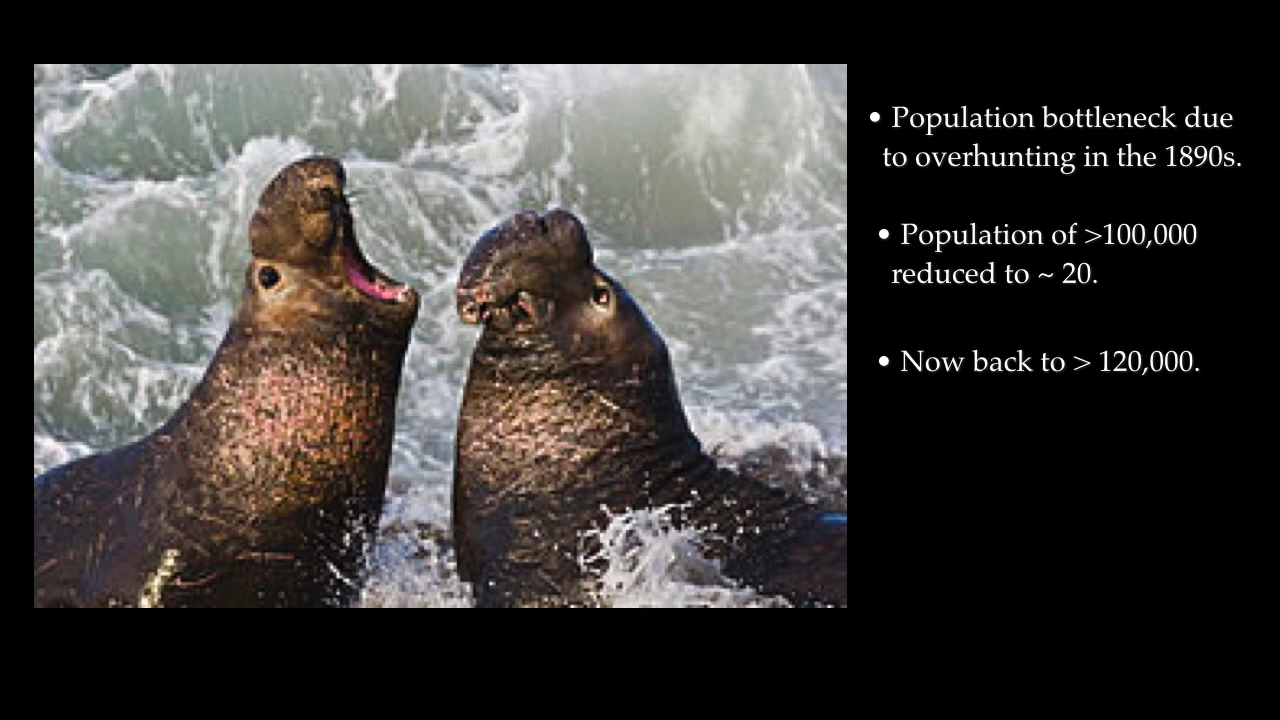 • Population bottleneck due
to overhunting in the 1890s.
• Population of >100,000
reduced to ~ 20.
• Now back to > 120,000.